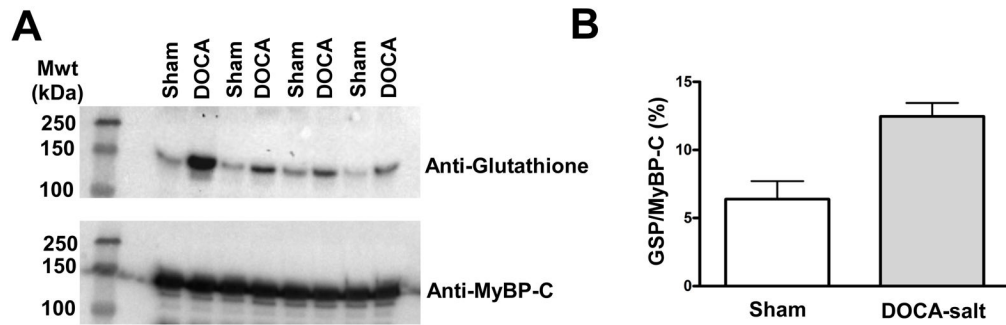 A
Mwt
(kDa)
Sham
DOCA
Sham
DOCA
Sham
DOCA
Sham
DOCA
250
150
100
Anti-Glutathione
250
150
100
Anti-MyBP-C
B
GSP/MyBP-C (%)
15
10
5
0
Sham
DOCA-salt